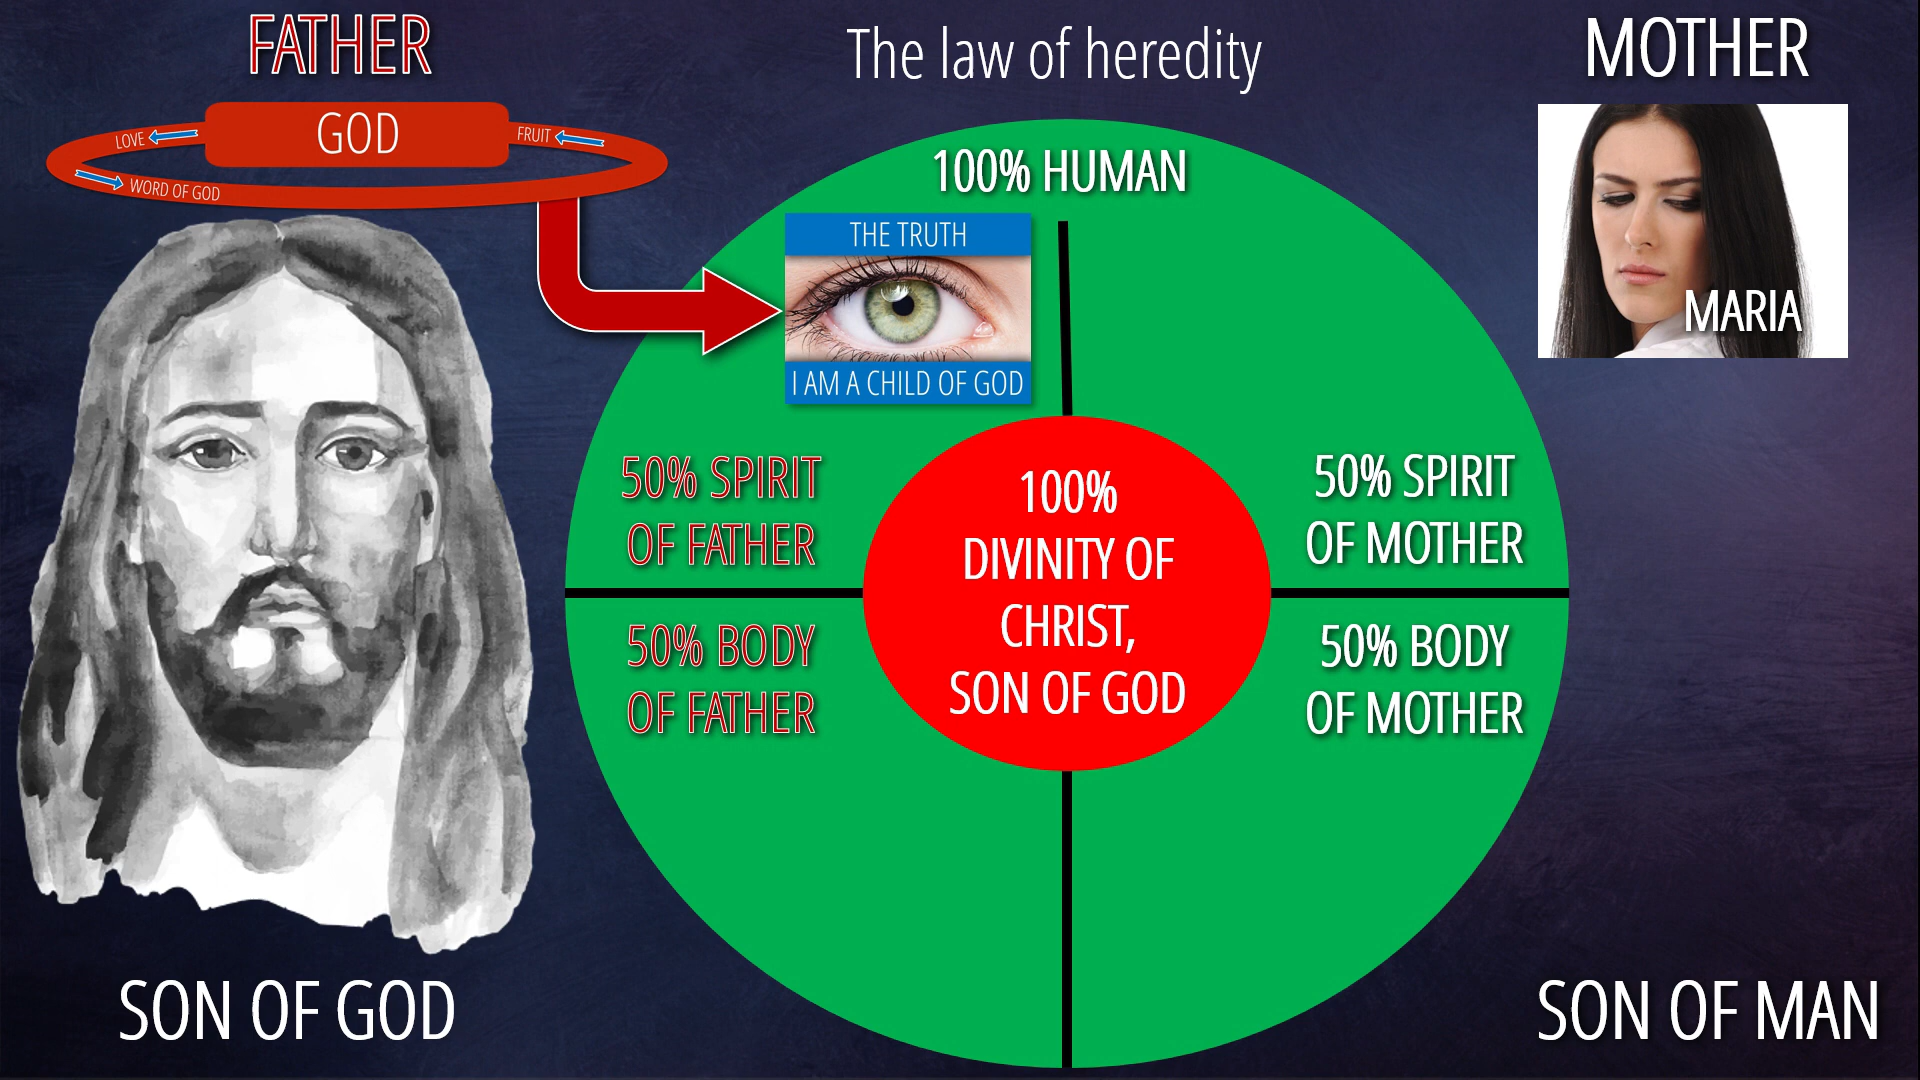 FATHER
The law of heredity
MOTHER
GOD
LOVE
FRUIT
WORD OF GOD
100% HUMAN
THE TRUTH
I AM A CHILD OF GOD
MARIA
50% SPIRIT
OF FATHER
50% BODY
OF FATHER
100%
DIVINITY OF
CHRIST,
SON OF GOD
50% SPIRIT
OF MOTHER
50% BODY
OF MOTHER
SON OF GOD
SON OF MAN